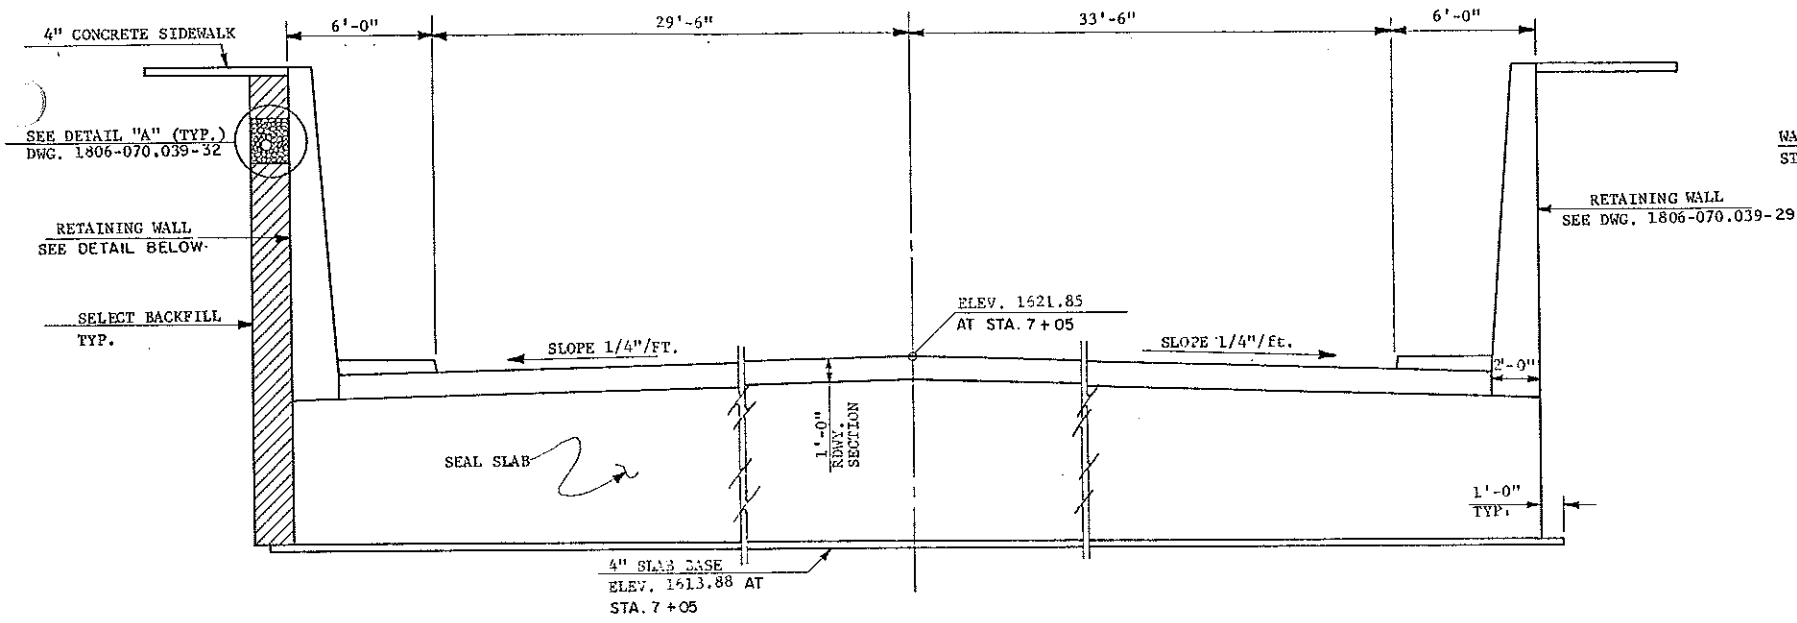 6'-0" 29'-6" 33'-6" 6'-0"
4" CONCRETE SIDEWALK
SEE DETAIL "A" (TYP.)
DWG. 1806-070.039-32
WA
ST
RETAINING WALL
SEE DETAIL BELOW
RETAINING WALL
SEE DWG. 1806-070.039-29
SELECT BACKFILL
TYP.
ELEV. 1621.85
AT STA. 7+05
SLOPE 1/4"/FT.
SLOPE 1/4"/ft.
2'-0"
1'-0"
RDWY.
SECTION
SEAL SLAB
1'-0"
TYP.
4" SLAB BASE
ELEV. 1613.88 AT
STA. 7+05